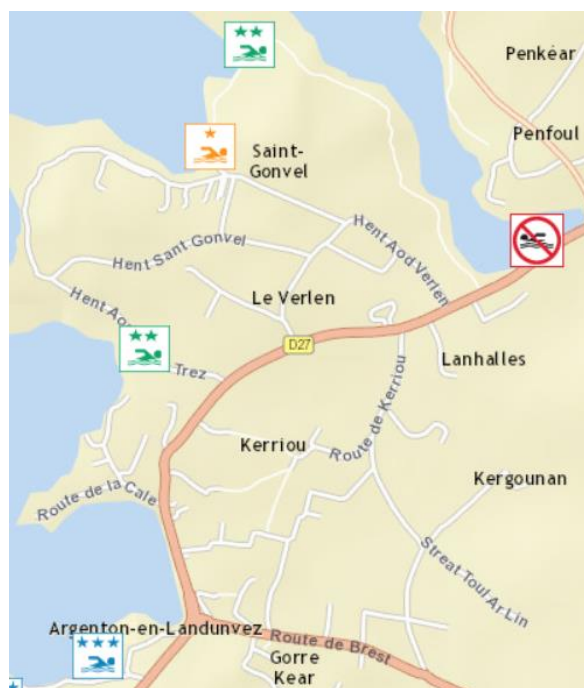 Penkéar
Penfoul
Saint-
Gonvel
Hent Sant Gonvel
Hent Aod Verlen
Le Verlen
Hent Aod
Trez
D27
Lanhalles
Kerriou
Route de Kerriou
Kergounan
Route de la Cale
Streat Toul Ar Lin
Argenton-en-Landunvez
Route de Brest
Gorre
Kear